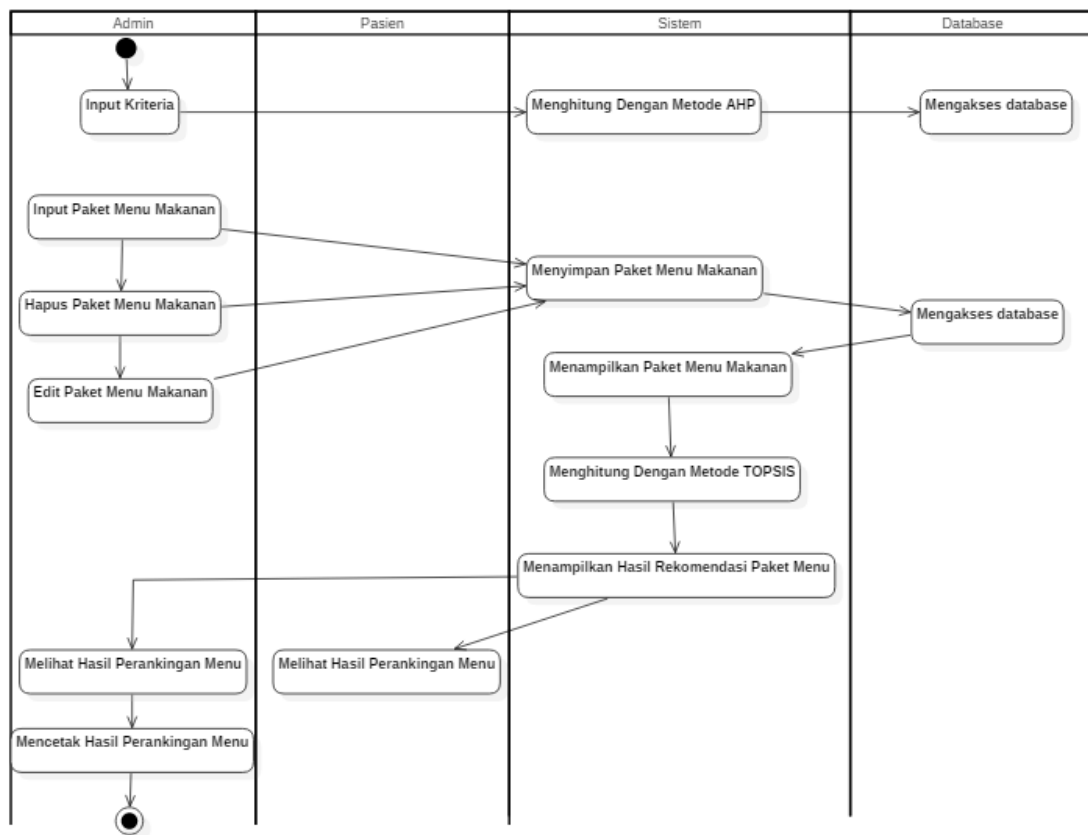 Admin
Pasien
Sistem
Database
Input Kriteria
Menghitung Dengan Metode AHP
Mengakses database
Input Paket Menu Makanan
Menyimpan Paket Menu Makanan
Hapus Paket Menu Makanan
Mengakses database
Menampilkan Paket Menu Makanan
Edit Paket Menu Makanan
Menghitung Dengan Metode TOPSIS
Menampilkan Hasil Rekomendasi Paket Menu
Melihat Hasil Perankingan Menu
Melihat Hasil Perankingan Menu
Mencetak Hasil Perankingan Menu